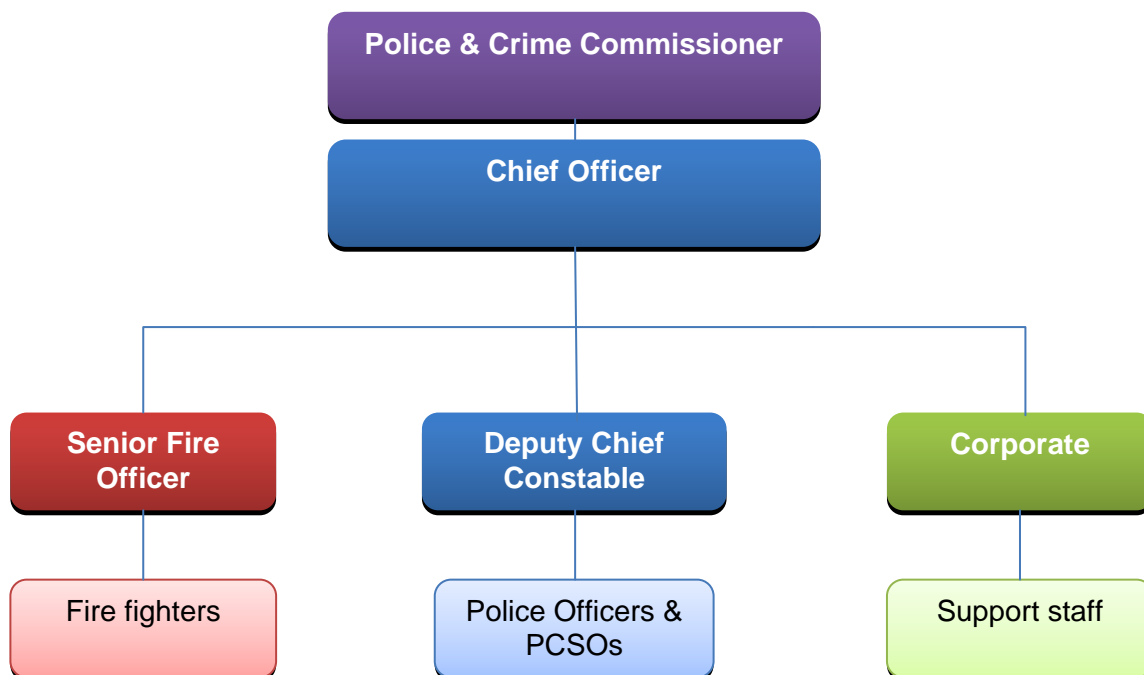 Police & Crime Commissioner
Chief Officer
Senior Fire
Officer
Deputy Chief
Constable
Corporate
Fire fighters
Police Officers &
PCSOs
Support staff